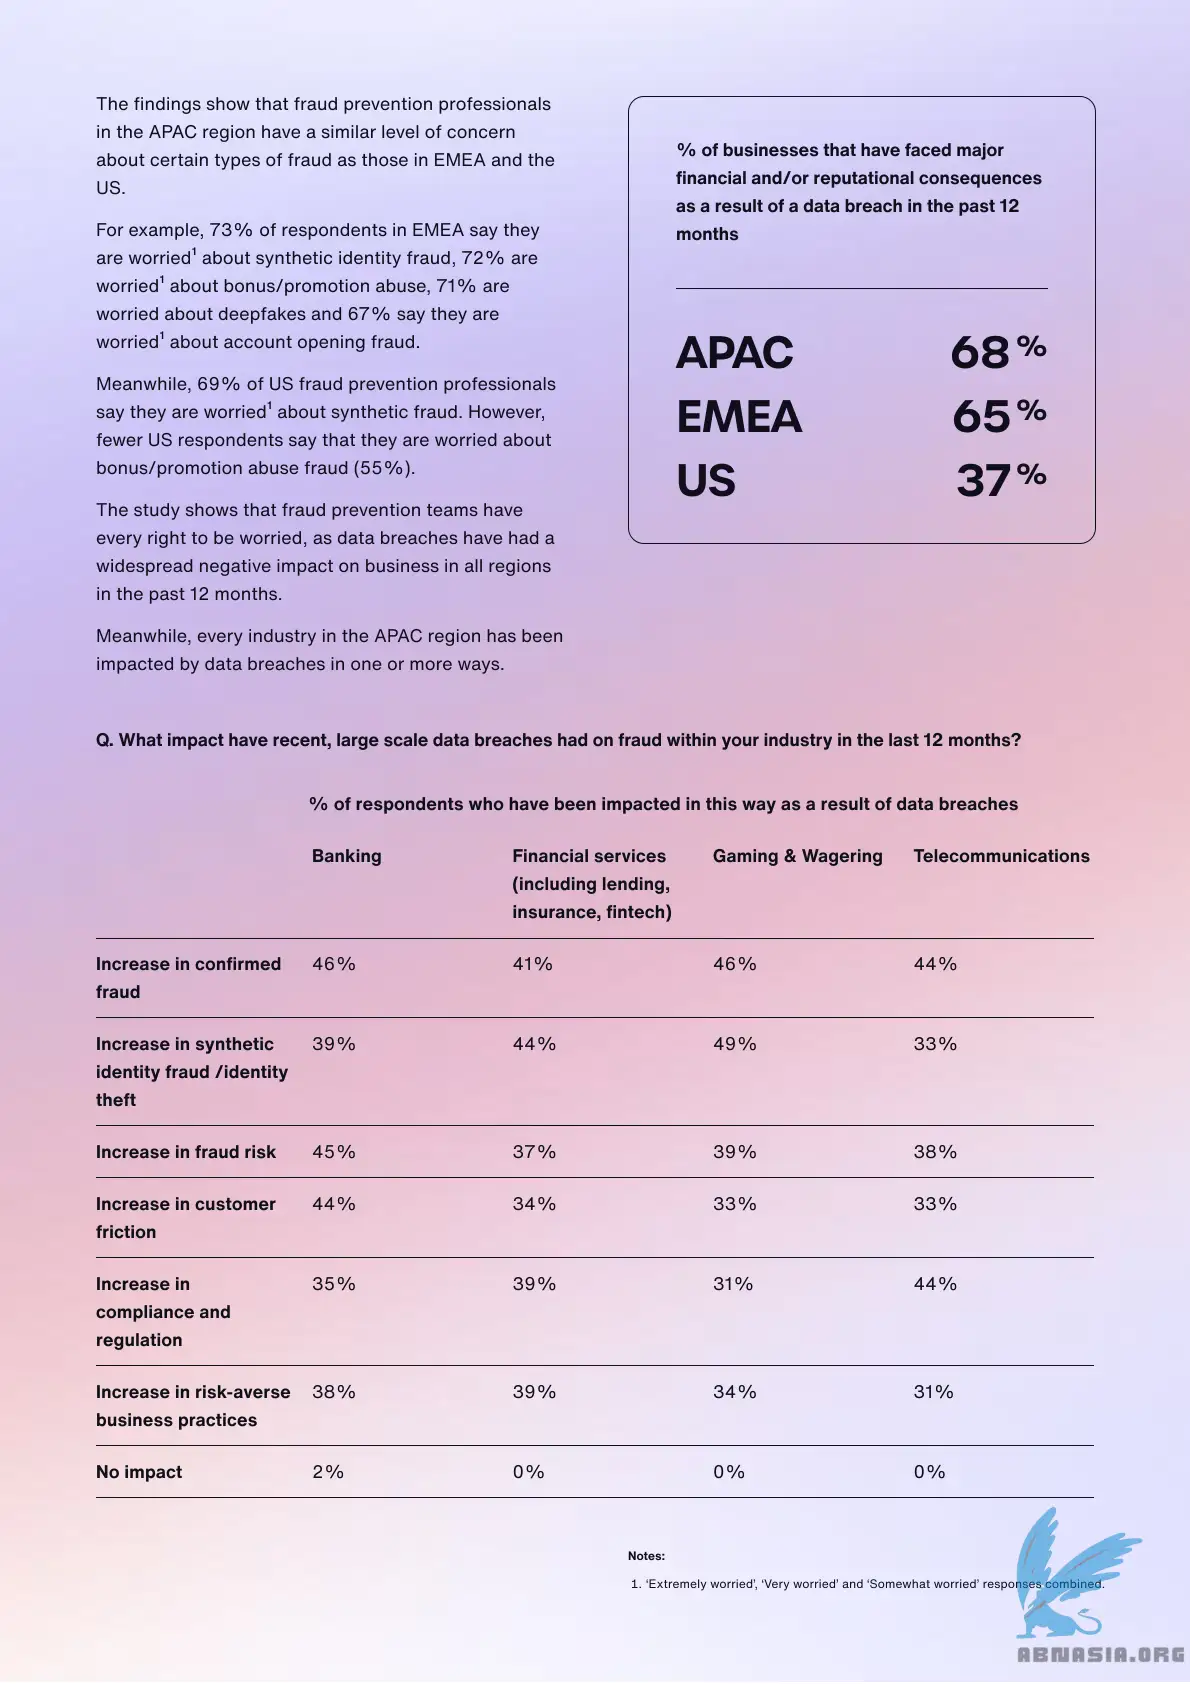 The findings show that fraud prevention professionals
in the APAC region have a similar level of concern
about certain types of fraud as those in EMEA and the
US.
For example, 73% of respondents in EMEA say they
are worried¹ about synthetic identity fraud, 72% are
worried¹ about bonus/promotion abuse, 71% are
worried about deepfakes and 67% say they are
worried¹ about account opening fraud.
Meanwhile, 69% of US fraud prevention professionals
say they are worried¹ about synthetic fraud. However,
fewer US respondents say that they are worried about
bonus/promotion abuse fraud (55%).
The study shows that fraud prevention teams have
every right to be worried, as data breaches have had a
widespread negative impact on business in all regions
in the past 12 months.
Meanwhile, every industry in the APAC region has been
impacted by data breaches in one or more ways.
% of businesses that have faced major
financial and/or reputational consequences
as a result of a data breach in the past 12
months
APAC 68%
EMEA 65%
US 37%
Q. What impact have recent, large scale data breaches had on fraud within your industry in the last 12 months?
% of respondents who have been impacted in this way as a result of data breaches
Banking Financial services Gaming & Wagering Telecommunications
(including lending,
insurance, fintech)
Increase in confirmed 46% 41% 46% 44%
fraud
Increase in synthetic 39% 44% 49% 33%
identity fraud /identity
theft
Increase in fraud risk 45% 37% 39% 38%
Increase in customer 44% 34% 33% 33%
friction
Increase in 35% 39% 31% 44%
compliance and
regulation
Increase in risk-averse 38% 39% 34% 31%
business practices
No impact 2% 0% 0% 0%
Notes:
1. ‘Extremely worried’, ‘Very worried’ and ‘Somewhat worried’ responses combined.
ABNASIA.ORG